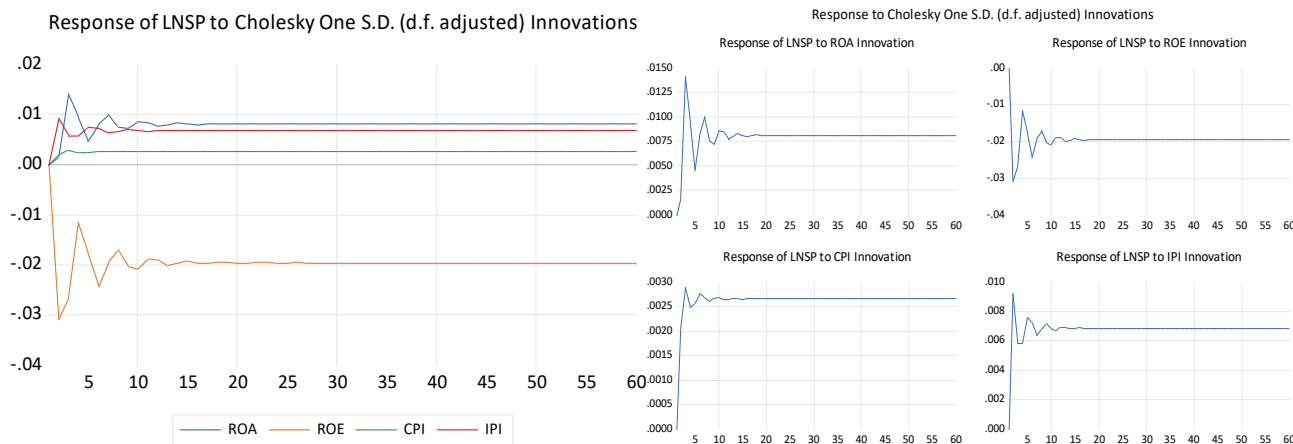 Response of LNSP to Cholesky One S.D. (d.f. adjusted) Innovations
.02
.01
.00
-.01
-.02
-.03
-.04
5 10 15 20 25 30 35 40 45 50 55 60
ROA ROE CPI IPI
Response to Cholesky One S.D. (d.f. adjusted) Innovations
Response of LNSP to ROA Innovation
.0150
.0125
.0100
.0075
.0050
.0025
.0000
5 10 15 20 25 30 35 40 45 50 55 60
Response of LNSP to ROE Innovation
.00
-.01
-.02
-.03
-.04
5 10 15 20 25 30 35 40 45 50 55 60
Response of LNSP to CPI Innovation
.0030
.0025
.0020
.0015
.0010
.0005
.0000
5 10 15 20 25 30 35 40 45 50 55 60
Response of LNSP to IPI Innovation
.010
.008
.006
.004
.002
.000
5 10 15 20 25 30 35 40 45 50 55 60